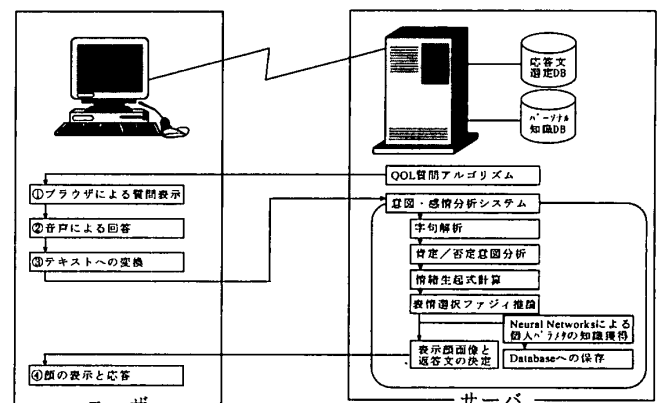 応答文
選定DB
パーソナル
知識DB
QOL質問アルゴリズム
①ブラウザによる質問表示
意図・感情分析システム
②音声による回答
字句解析
③テキストへの変換
肯定／否定意図分析
情緒生起式計算
表情選択ファジィ推論
Neural Networksによる
個人パラメタの知識獲得
表示顔画像と
返答文の決定
Databaseへの保存
④顔の表示と応答
ユーザ
サーバ